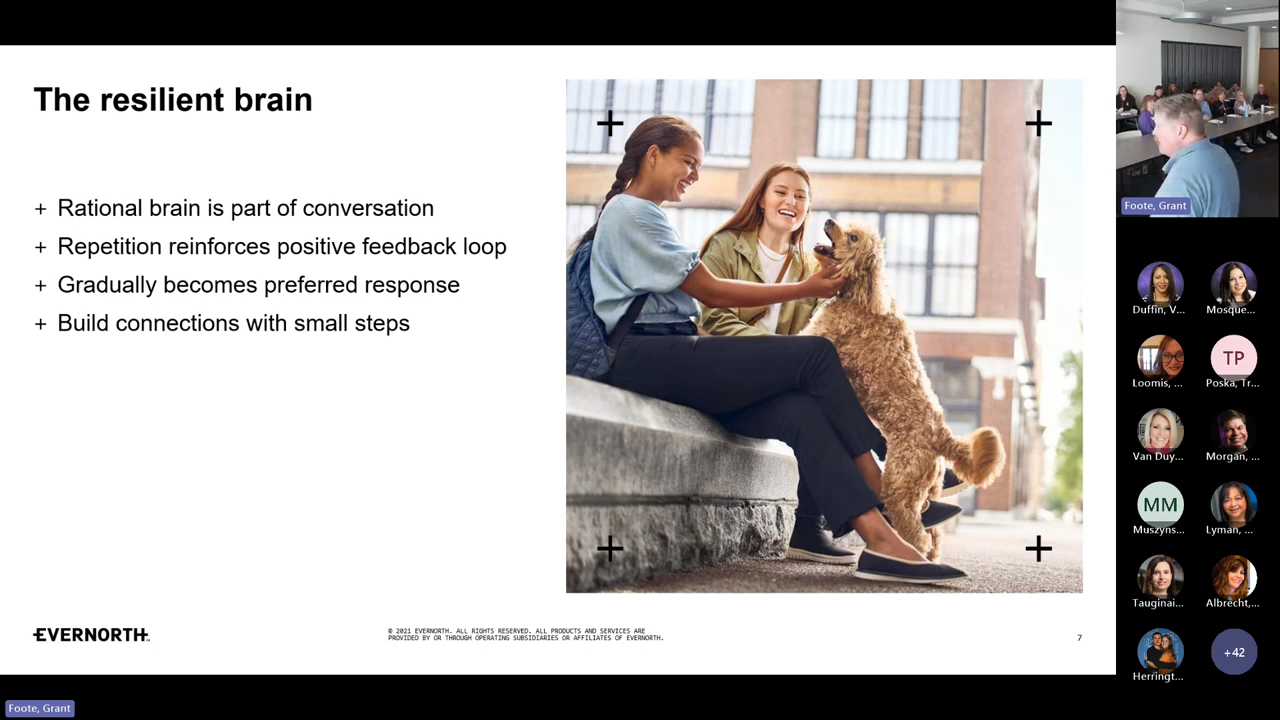 The resilient brain
+ Rational brain is part of conversation
+ Repetition reinforces positive feedback loop
+ Gradually becomes preferred response
+ Build connections with small steps
EVERNORTH
© 2021 EVERNORTH. ALL RIGHTS RESERVED. ALL PRODUCTS AND SERVICES ARE
PROVIDED BY OR THROUGH OPERATING SUBSIDIARIES OR AFFILIATES OF EVERNORTH.
7
Foote, Grant
Foote, Grant
Duffin, V...
Mosque...
Loomis, ...
TP
Poska, Tr...
Van Duy...
Morgan, ...
MM
Muszyns...
Lyman, ...
Tauginai...
Albrecht,...
Herringt...
+42